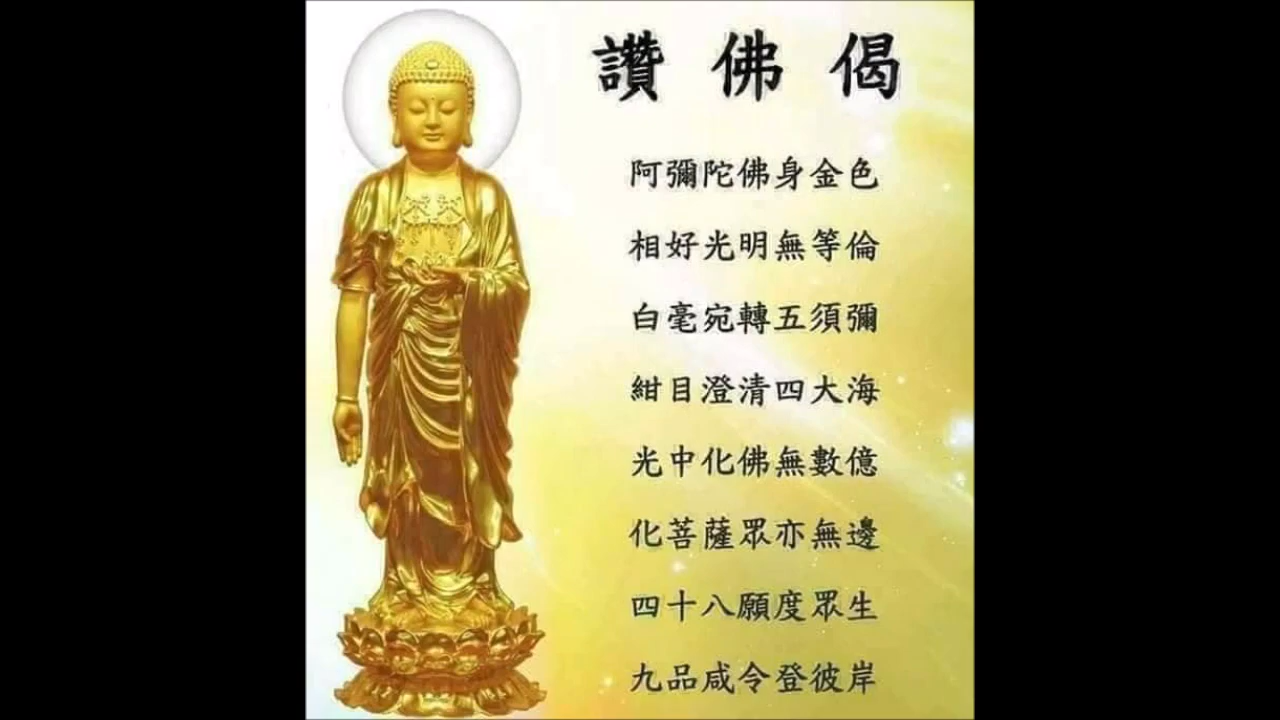 讚佛偈
阿彌陀佛身金色
相好光明無等倫
白毫宛轉五須彌
紺目澄清四大海
光中化佛無數億
化菩薩眾亦無邊
四十八願度眾生
九品咸令登彼岸